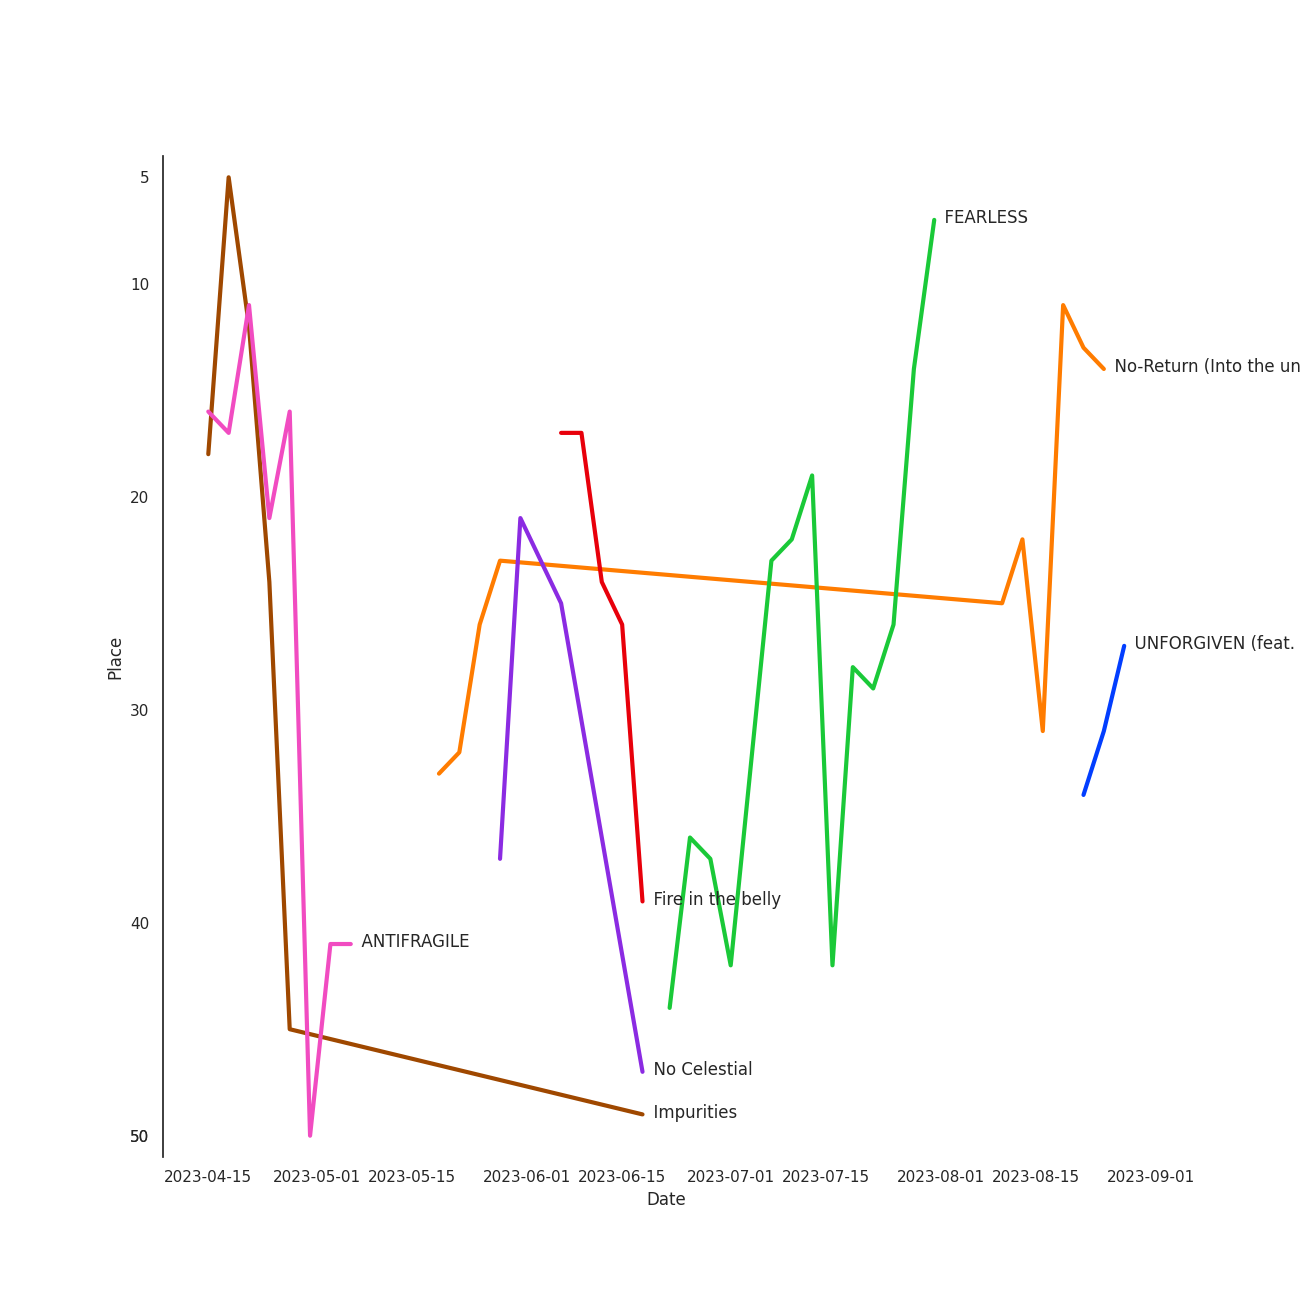 5
FEARLESS
10
No-Return (Into the un
20
UNFORGIVEN (feat.
Place
30
Fire in the belly
40
ANTIFRAGILE
No Celestial
Impurities
50
2023-04-15 2023-05-01 2023-05-15 2023-06-01 2023-06-15 2023-07-01 2023-07-15 2023-08-01 2023-08-15 2023-09-01
Date